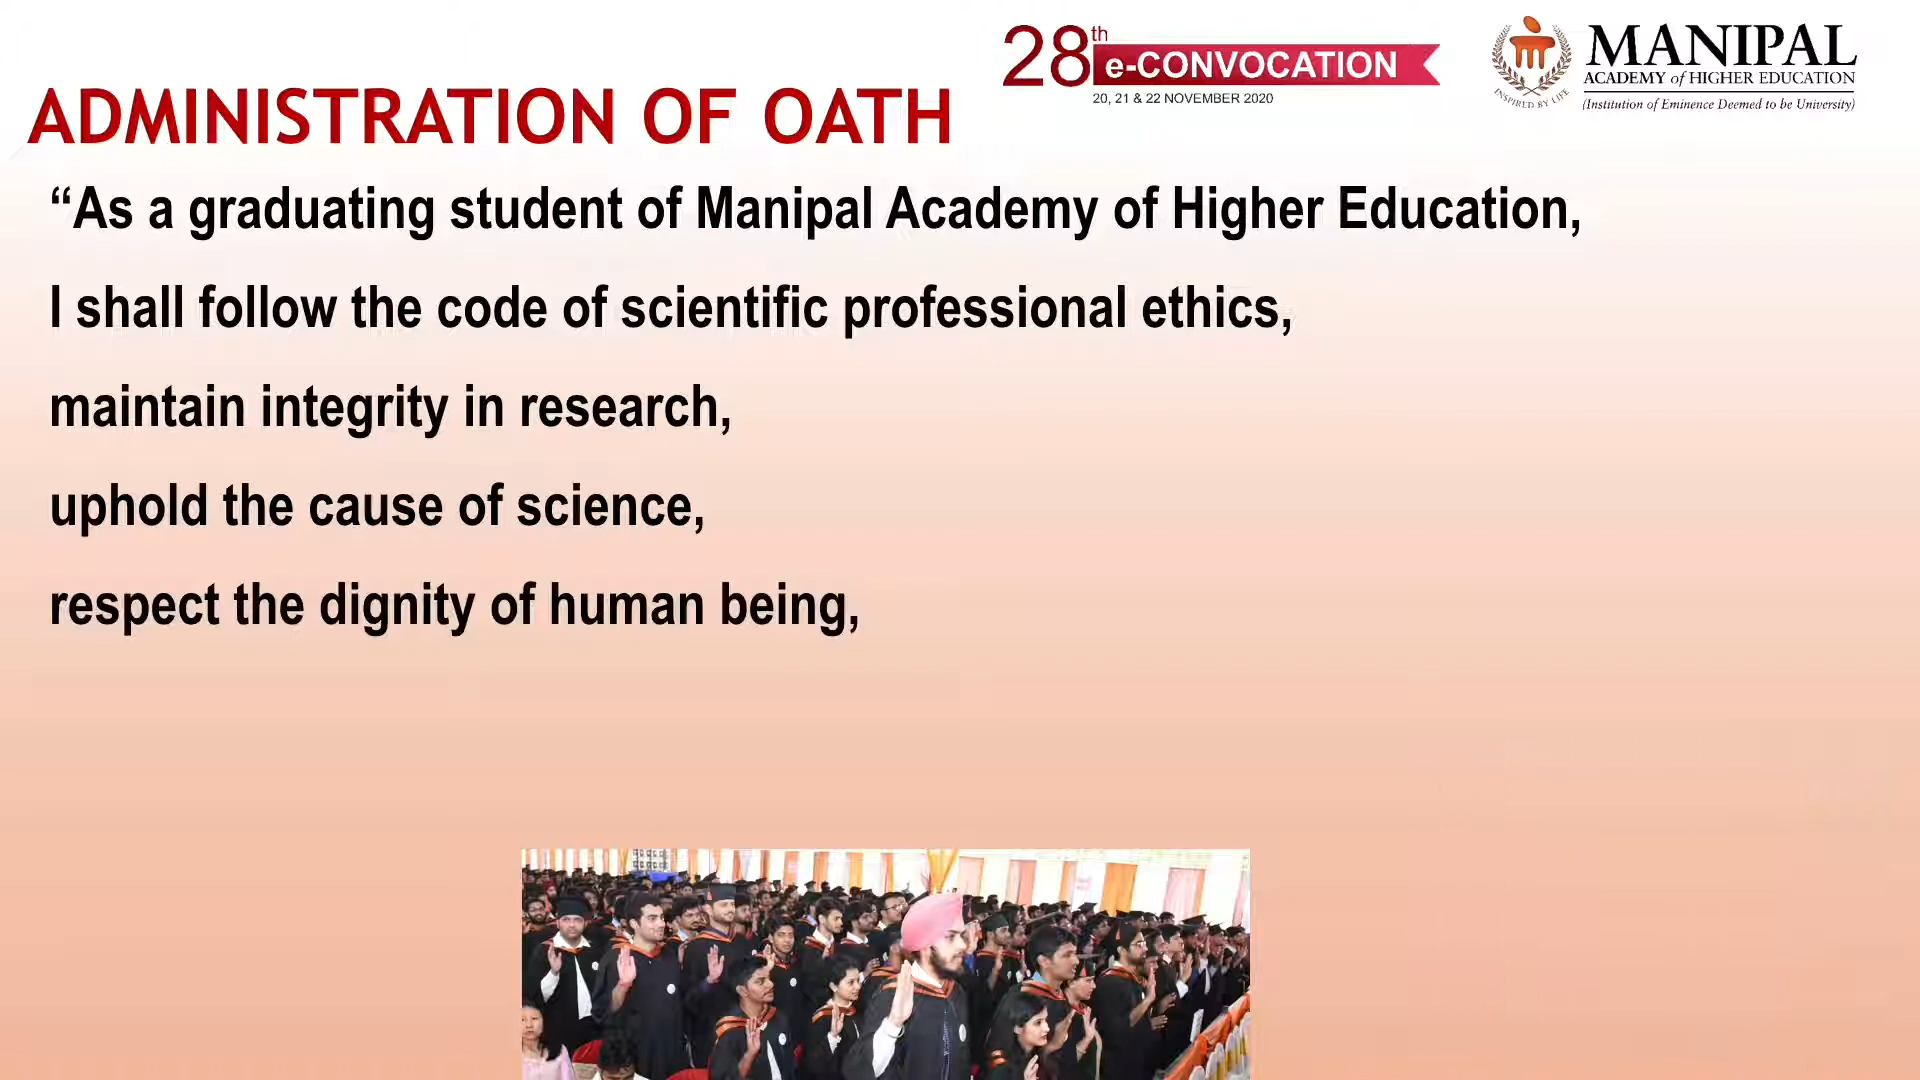 28th
e-CONVOCATION
20, 21 & 22 NOVEMBER 2020
INSPIRED BY LIFE
MANIPAL
ACADEMY of HIGHER EDUCATION
(Institution of Eminence Deemed to be University)
ADMINISTRATION OF OATH
“As a graduating student of Manipal Academy of Higher Education,
I shall follow the code of scientific professional ethics,
maintain integrity in research,
uphold the cause of science,
respect the dignity of human being,